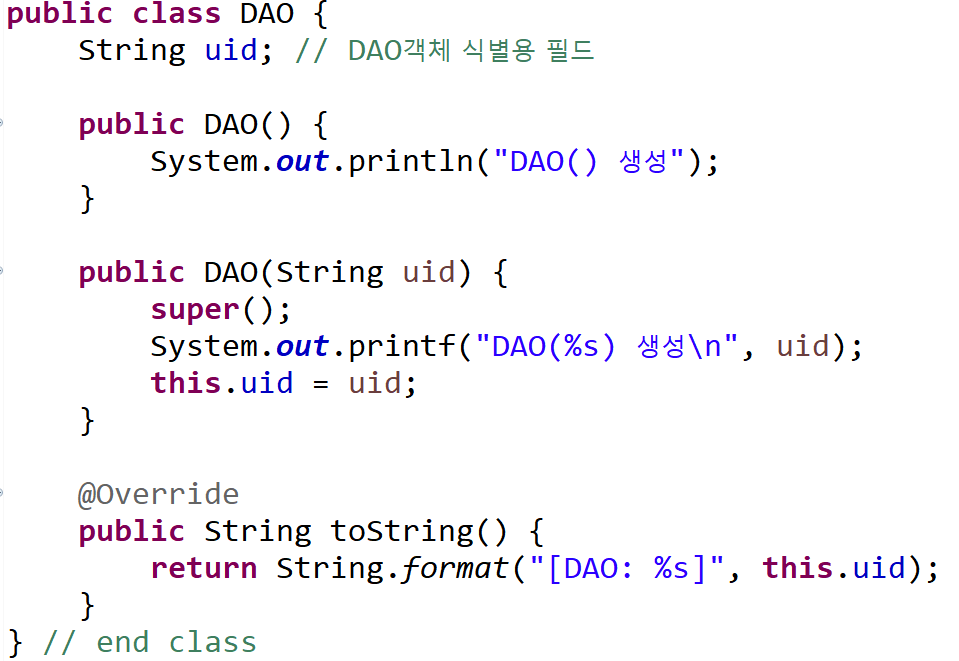 public class DAO {
    String uid; // DAO객체 식별용 필드
    public DAO() {
        System.out.println("DAO() 생성");
    }
    public DAO(String uid) {
        super();
        System.out.printf("DAO(%s) 생성\n", uid);
        this.uid = uid;
    }
    @Override
    public String toString() {
        return String.format("[DAO: %s]", this.uid);
    }
} // end class